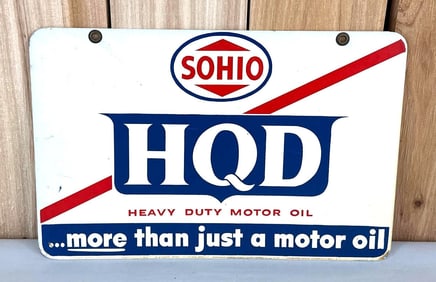 SOHIO
HQD
HEAVY DUTY MOTOR OIL
...more than just a motor oil